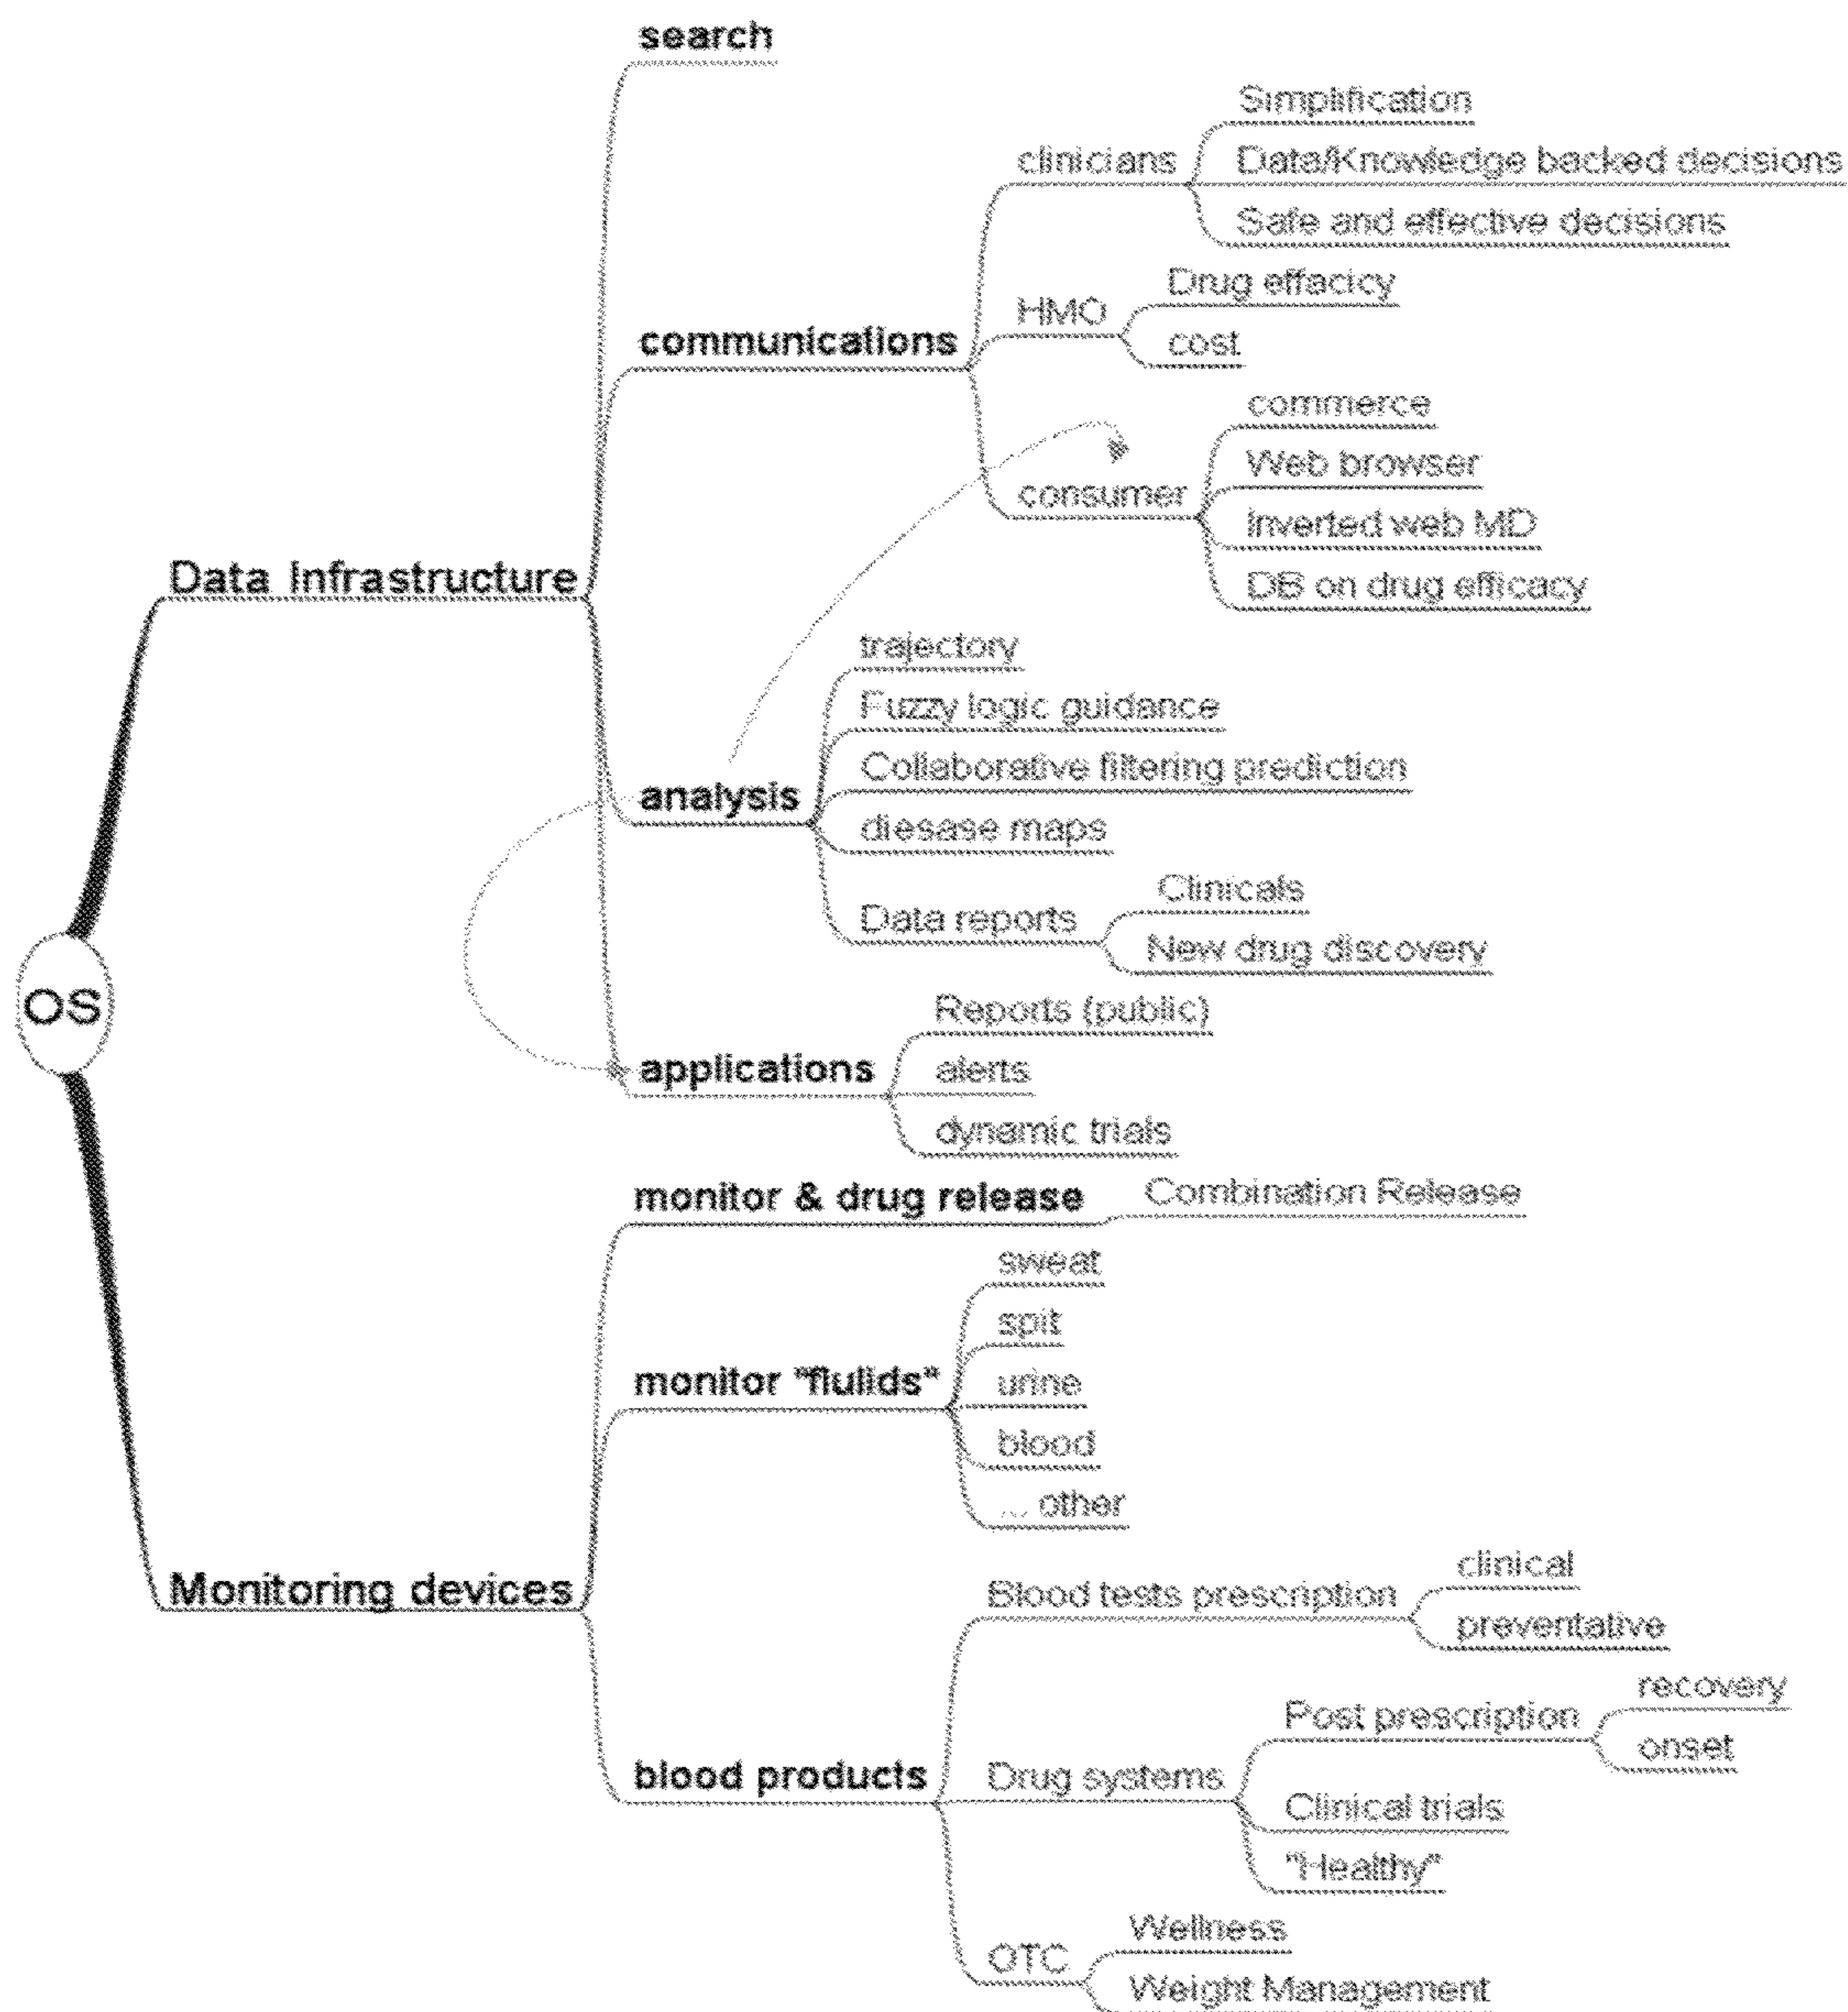 search
Simplification
clinicians
Data/Knowledge backed decisions
Safe and effective decisions
Drug effacicy
HMO
communications
cost
commerce
Web browser
consumer
inverted web MD
Data Infrastructure
DB on drug efficacy
trajectory
Fuzzy logic guidance
Collaborative filtering prediction
analysis
diesase maps
Clinicals
Data reports
New drug discovery
OS
Reports (public)
applications
alerts
dynamic trials
monitor & drug release
Combination Release
sweat
spit
monitor "flulids"
urine
blood
... other
clinical
Monitoring devices
Blood tests prescription
preventative
recovery
Post prescription
onset
blood products
Drug systems
Clinical trials
"Healthy"
Wellness
OTC
Weight Management